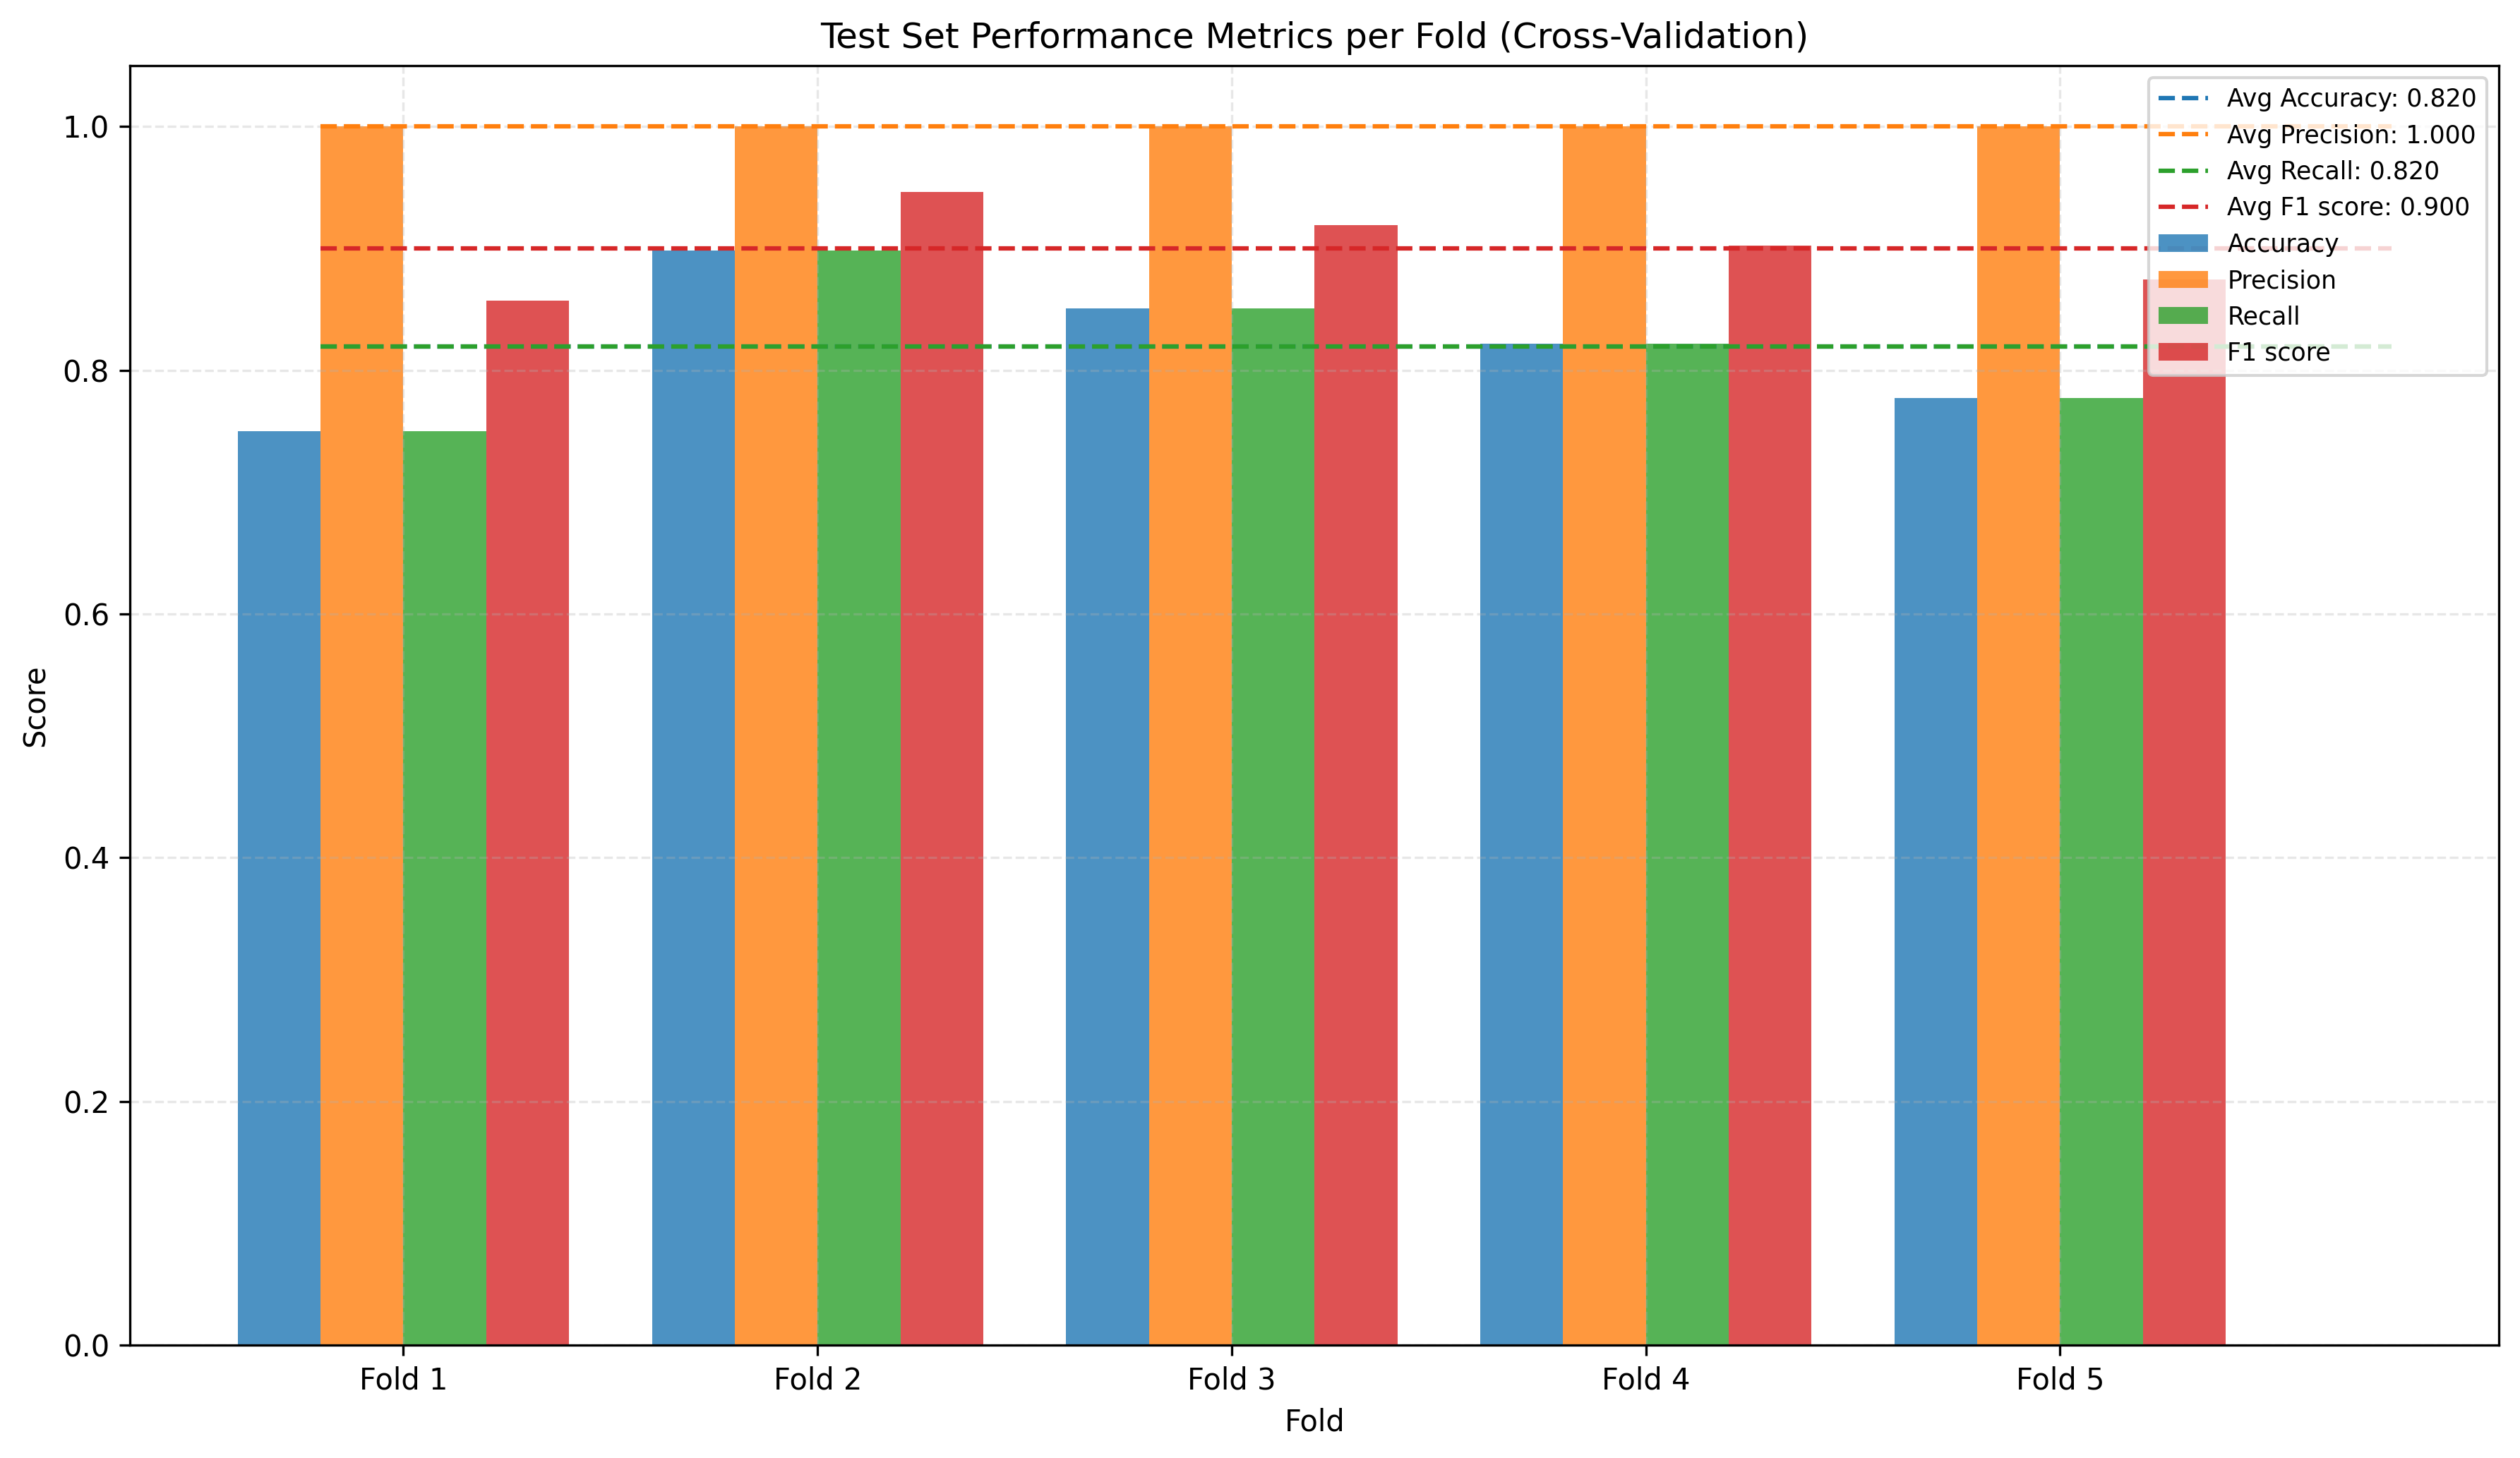 Test Set Performance Metrics per Fold (Cross-Validation)
Avg Accuracy: 0.820
Avg Precision: 1.000
Avg Recall: 0.820
Avg F1 score: 0.900
Accuracy
Precision
Recall
F1 score
Score
1.0
0.8
0.6
0.4
0.2
0.0
Fold 1
Fold 2
Fold 3
Fold 4
Fold 5
Fold